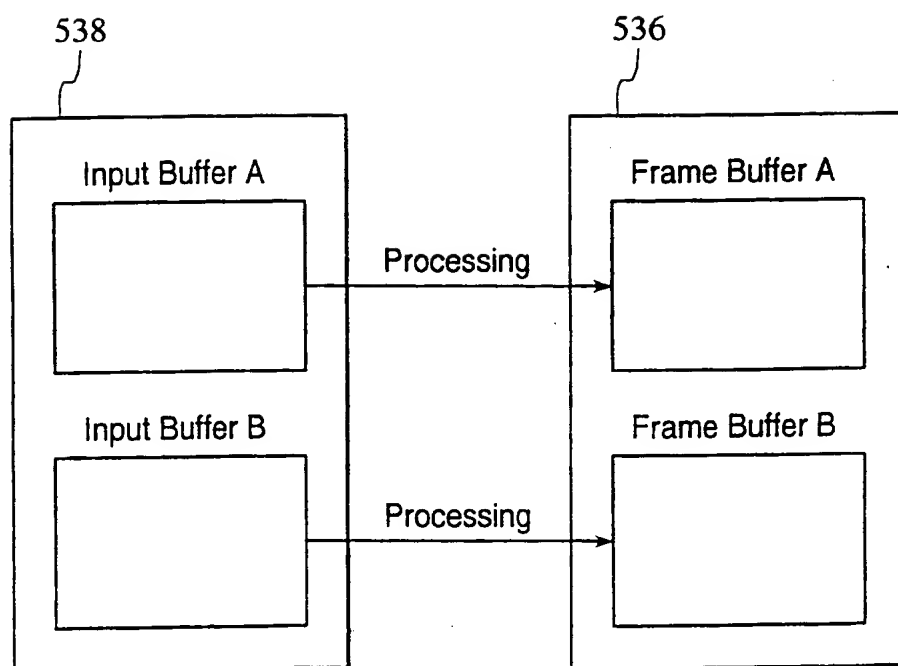 538
536
Input Buffer A
Frame Buffer A
Processing
Input Buffer B
Frame Buffer B
Processing